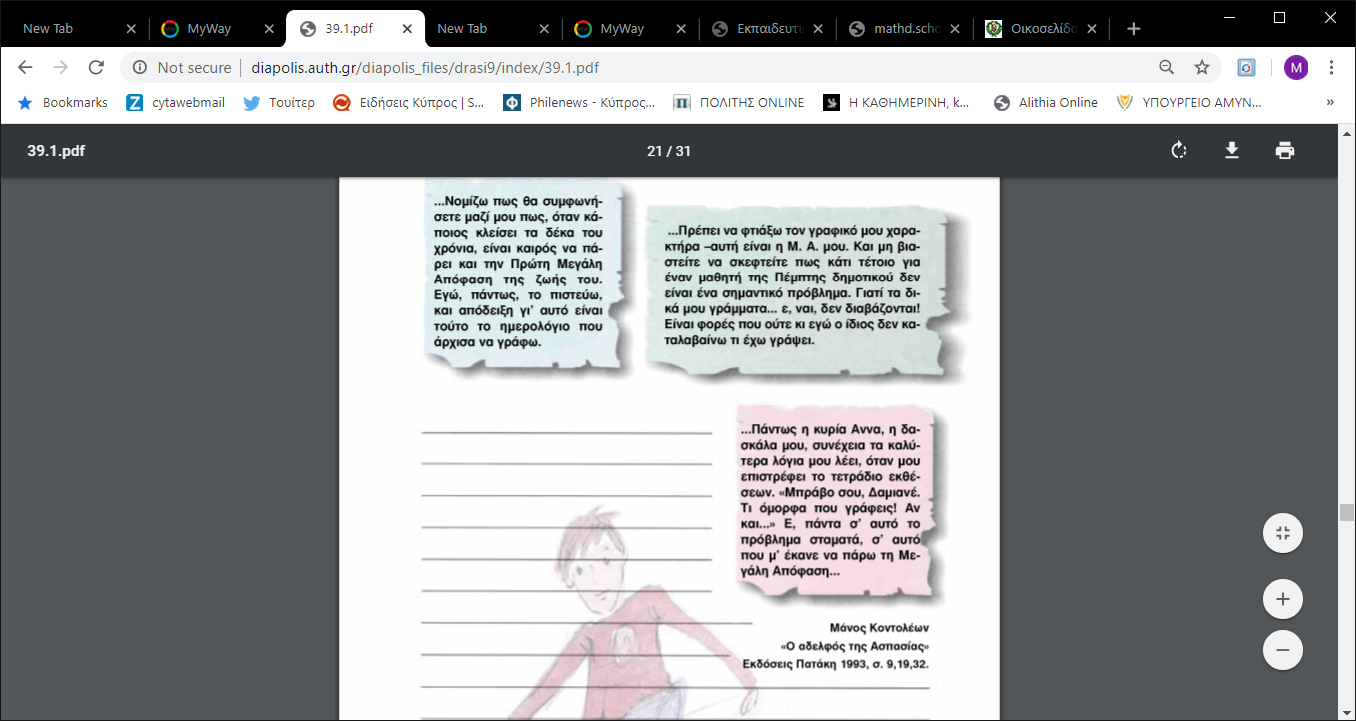 New Tab
MyWay
39.1.pdf
New Tab
MyWay
Εκπαιδευτι
mathd.scho
Οικοσελίδα
Not secure
diapolis.auth.gr/diapolis_files/drasi9/index/39.1.pdf
M
Bookmarks
cytawebmail
Τουίτερ
Ειδήσεις Κύπρος | S...
Philenews - Κύπρος...
ΠΟΛΙΤΗΣ ONLINE
Η ΚΑΘΗΜΕΡΙΝΗ, k...
Alithia Online
ΥΠΟΥΡΓΕΙΟ ΑΜΥΝ...
»
39.1.pdf
21 / 31
...Νομίζω πως θα συμφωνή-
σετε μαζί μου πως, όταν κά-
ποιος κλείσει τα δέκα του
χρόνια, είναι καιρός να πά-
ρει και την Πρώτη Μεγάλη
Απόφαση της ζωής του.
Εγώ, πάντως, το πιστεύω,
και απόδειξη γι' αυτό είναι
τούτο το ημερολόγιο που
άρχισα να γράφω.
...Πρέπει να φτιάξω τον γραφικό μου χαρα-
κτήρα –αυτή είναι η Μ. Α. μου. Και μη βια-
στείτε να σκεφτείτε πως κάτι τέτοιο για
έναν μαθητή της Πέμπτης δημοτικού δεν
είναι ένα σημαντικό πρόβλημα. Γιατί τα δι-
κά μου γράμματα... ε, ναι, δεν διαβάζονται!
Είναι φορές που ούτε κι εγώ ο ίδιος δεν κα-
ταλαβαίνω τι έχω γράψει.
...Πάντως η κυρία Αννα, η δα-
σκάλα μου, συνέχεια τα καλύ-
τερα λόγια μου λέει, όταν μου
επιστρέφει το τετράδιο εκθέ-
σεων. «Μπράβο σου, Δαμιανέ.
Τι όμορφα που γράφεις! Αν
και...» Ε, πάντα σ' αυτό το
πρόβλημα σταματά, σ' αυτό
που μ' έκανε να πάρω τη Με-
γάλη Απόφαση...
Μάνος Κοντολέων
«Ο αδελφός της Ασπασίας»
Εκδόσεις Πατάκη 1993, σ. 9,19,32.